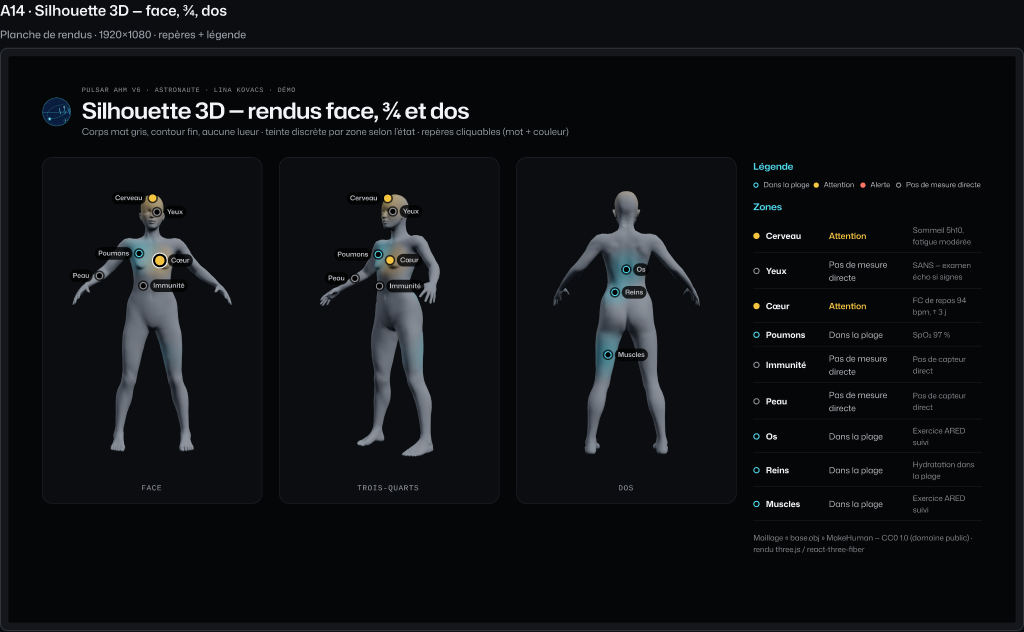 A14 · Silhouette 3D — face, ¾, dos
Planche de rendus · 1920×1080 · repères + légende
PULSAR AHM V6 · ASTRONAUTE · LINA KOVACS · DÉMO
Silhouette 3D — rendus face, ¾ et dos
Corps mat gris, contour fin, aucune lueur · teinte discrète par zone selon l'état · repères cliquables (mot + couleur)
Cerveau
Yeux
Poumons
Cœur
Peau
Immunité
FACE
Cerveau
Yeux
Poumons
Cœur
Peau
Immunité
TROIS-QUARTS
Os
Reins
Muscles
DOS
Légende
Dans la plage Attention Alerte Pas de mesure directe
Zones
Cerveau Attention Sommeil 5h10, fatigue modérée
Yeux Pas de mesure directe SANS — examen écho si signes
Cœur Attention FC de repos 94 bpm, ↑ 3 j
Poumons Dans la plage SpO₂ 97 %
Immunité Pas de mesure directe Pas de capteur direct
Peau Pas de mesure directe Pas de capteur direct
Os Dans la plage Exercice ARED suivi
Reins Dans la plage Hydratation dans la plage
Muscles Dans la plage Exercice ARED suivi
Maillage « base.obj » MakeHuman — CC0 1.0 (domaine public) ·
rendu three.js / react-three-fiber